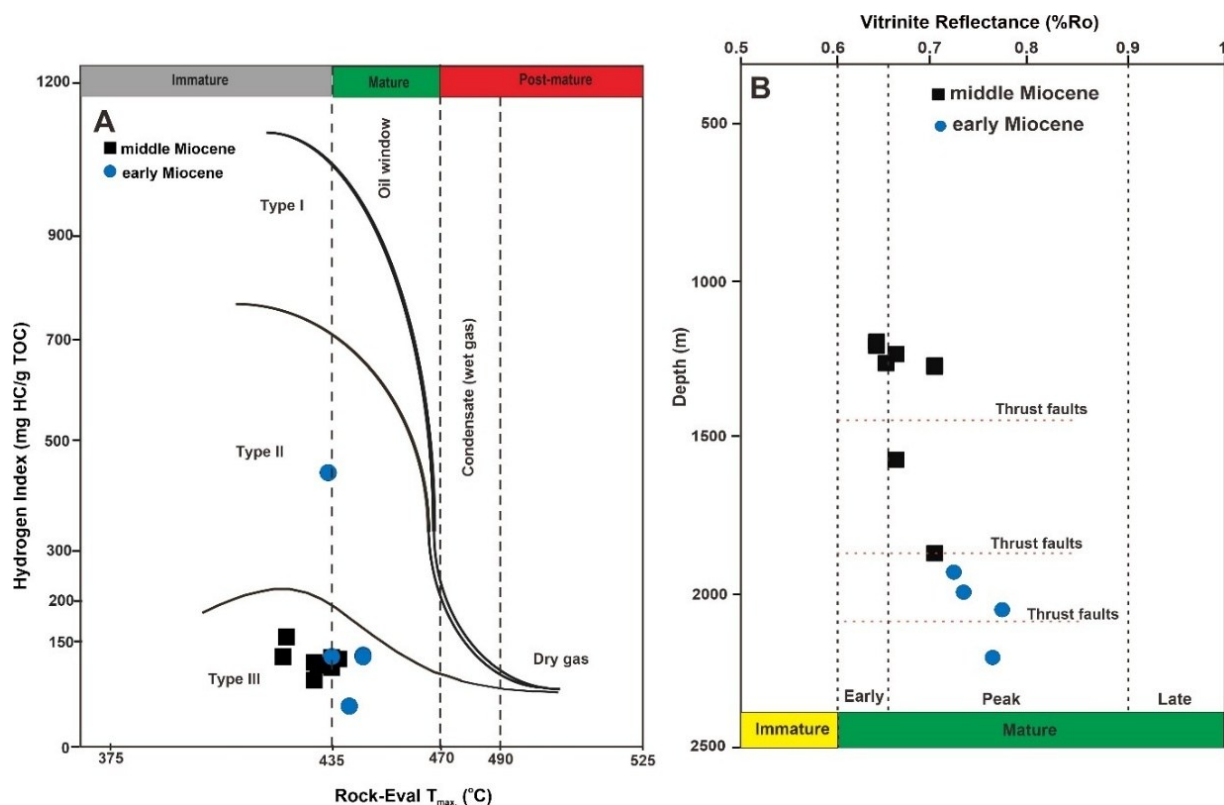 Immature Mature Post-mature
1200
A
middle Miocene
early Miocene
Oil window
Type I
900
Condensate (wet gas)
700
Hydrogen Index (mg HC/g TOC)
500
Type II
300
200
150
Type III
Dry gas
0
375 435 470 490 525
Rock-Eval Tmax. (°C)
Vitrinite Reflectance (%Ro)
0.5 0.6 0.7 0.8 0.9 1
B
middle Miocene
early Miocene
500
1000
Depth (m)
Thrust faults
1500
Thrust faults
2000
Thrust faults
Early Peak Late
Immature Mature
2500